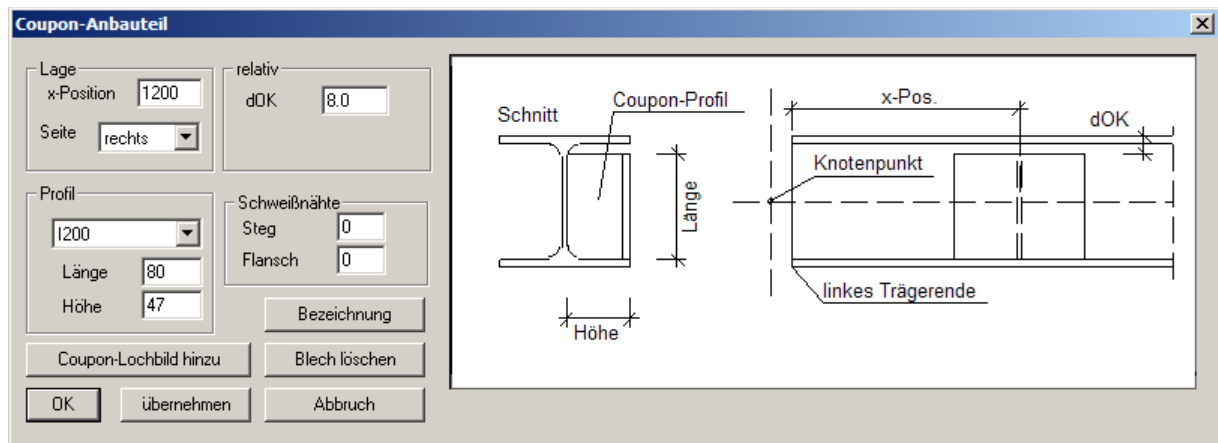 Coupon-Anbauteil
Lage
x-Position 1200
Seite rechts
relativ
dOK 8.0
Profil
I200
Länge 80
Höhe 47
Schweißnähte
Steg 0
Flansch 0
Bezeichnung
Coupon-Lochbild hinzu
Blech löschen
OK
übernehmen
Abbruch
Schnitt
Coupon-Profil
x-Pos.
dOK
Knotenpunkt
Länge
linkes Trägerende
Höhe